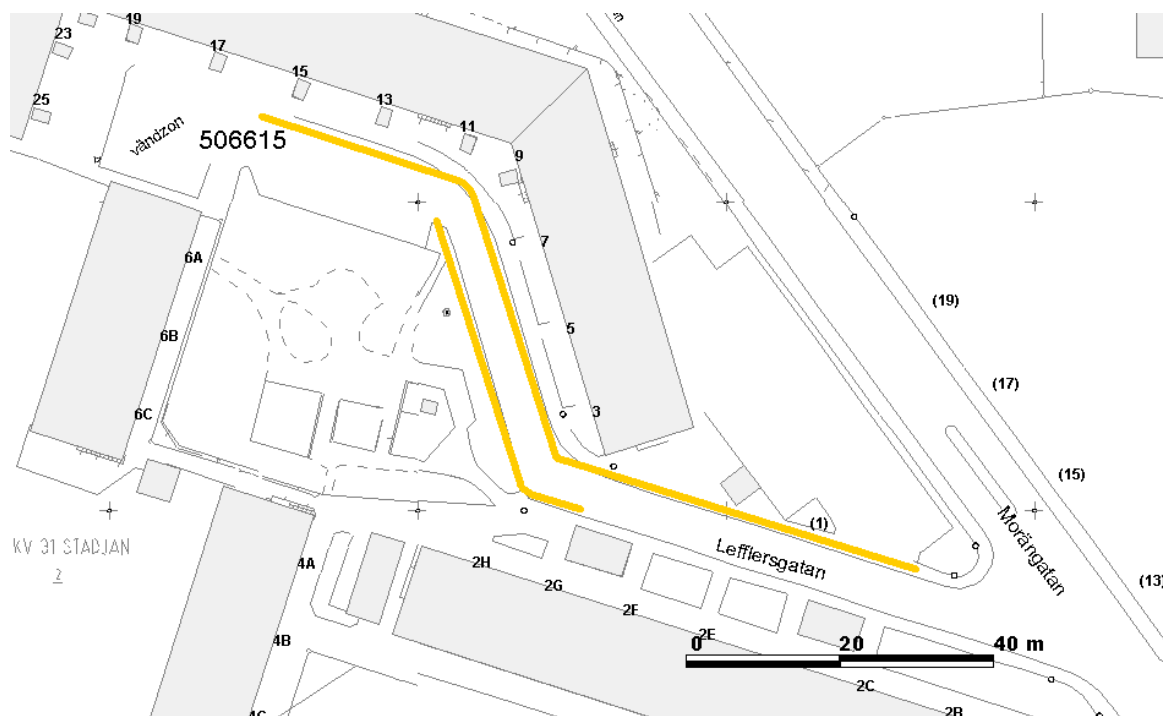 19
23
17
15
25
13
11
vändzon
506615
9
7
6A
(19)
5
6B
(17)
3
6C
(15)
(1)
Morängatan
Lefflersgatan
KV 31 STADJAN
2
4A
2H
2G
2F
2E
(13)
4B
0 20 40 m
2C
2B
4C